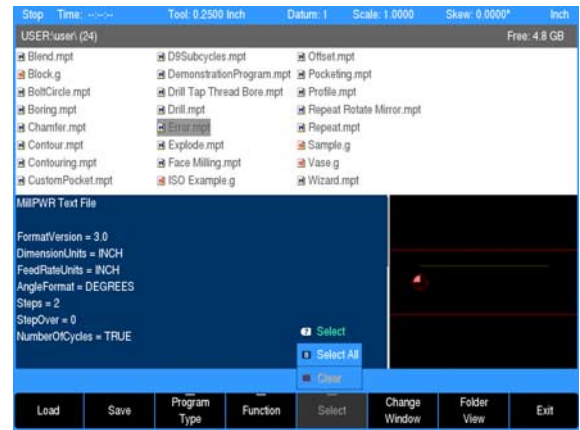 Stop Time: --:--:-- Tool: 0.2500 Inch Datum: 1 Scale: 1.0000 Skew: 0.0000° Inch
USER:\user\ (24) Free: 4.8 GB
Blend.mpt D9Subcycles.mpt Offset.mpt
Block.g DemonstrationProgram.mpt Pocketing.mpt
BoltCircle.mpt Drill Tap Thread Bore.mpt Profile.mpt
Boring.mpt Drill.mpt Repeat Rotate Mirror.mpt
Chamfer.mpt Error.mpt Repeat.mpt
Contour.mpt Explode.mpt Sample.g
Contouring.mpt Face Milling.mpt Vase.g
CustomPocket.mpt ISO Example.g Wizard.mpt
MillPWR Text File
FormatVersion = 3.0
DimensionUnits = INCH
FeedRateUnits = INCH
AngleFormat = DEGREES
Steps = 2
StepOver = 0
NumberOfCycles = TRUE
7 Select
8 Select All
Clear
Load Save Program Type Function Select Change Window Folder View Exit